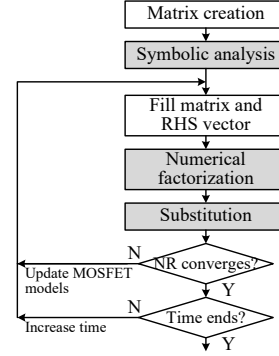 Matrix creation
Symbolic analysis
Fill matrix and
RHS vector
Numerical
factorization
Substitution
N
NR converges?
Update MOSFET
models
Y
N
Time ends?
Increase time
Y